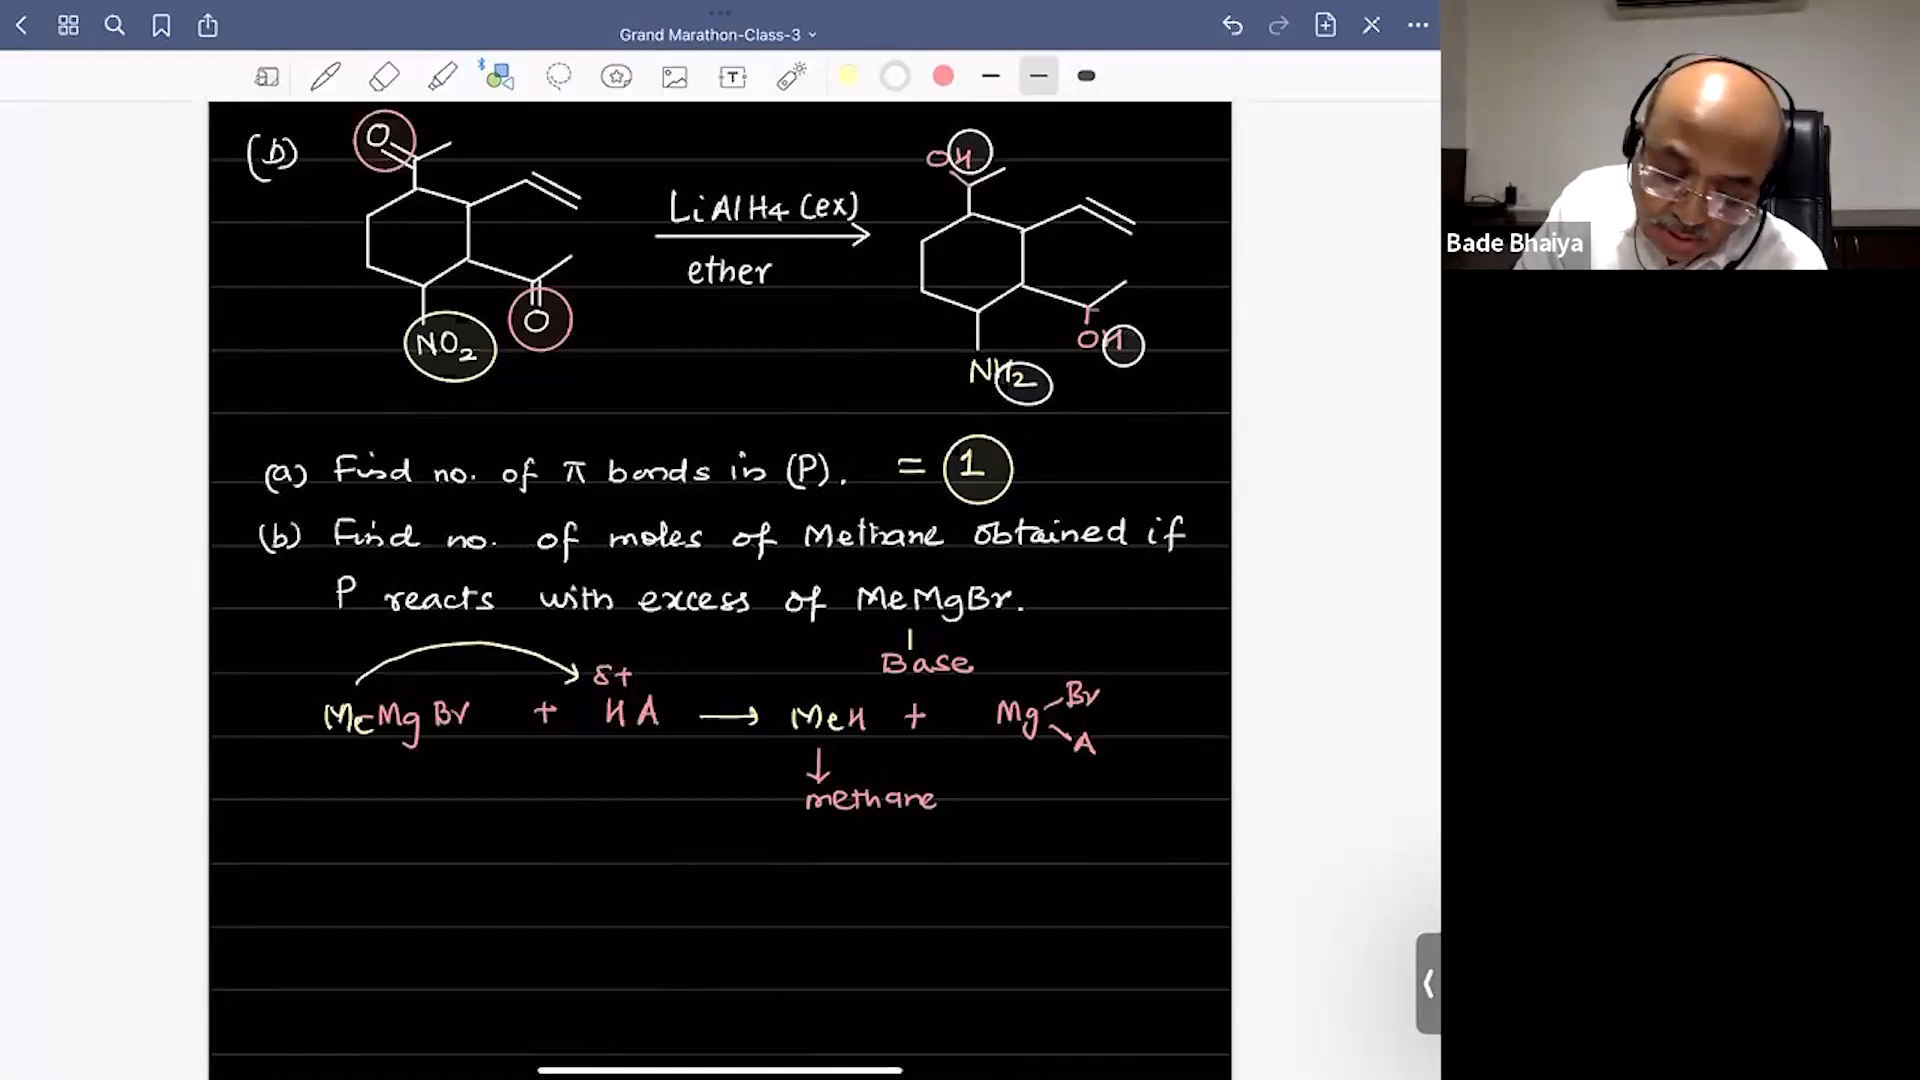 Grand Marathon-Class-3
T
(b)
O
NO2
O
LiAlH4 (ex)
ether
OH
OH
NH2
(a) Find no. of π bonds in (P). = 1
(b) Find no. of moles of Methane obtained if
P reacts with excess of MeMgBr.
Base
δ+
MeMgBr + HA → MeH + Mg Br A
methane
Bade Bhaiya